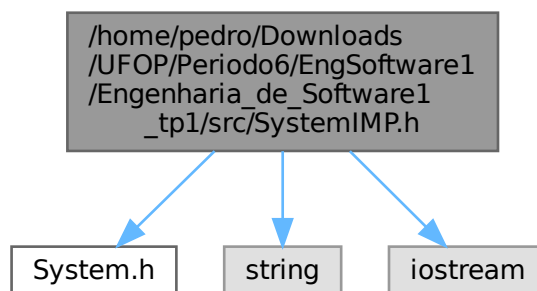 /home/pedro/Downloads
/UFOP/Periodo6/EngSoftware1
/Engenharia_de_Software1
_tp1/src/SystemIMP.h
System.h
string
iostream